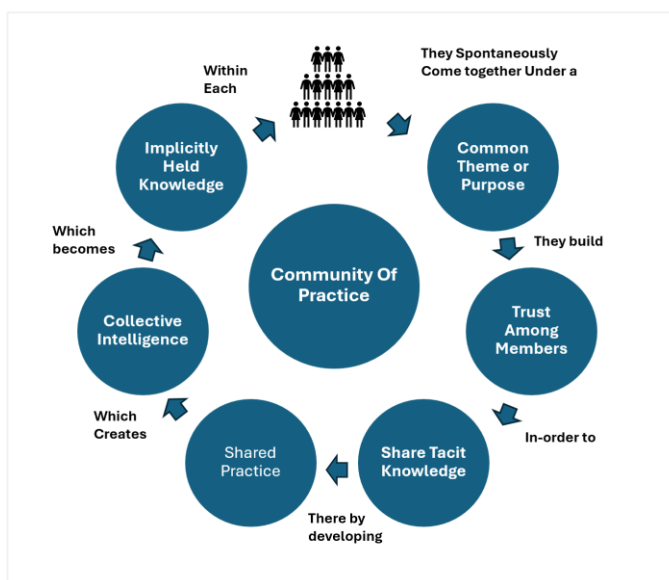 They Spontaneously
Come together Under a
Common
Theme or
Purpose
They build
Trust
Among
Members
In-order to
Share Tacit
Knowledge
There by
developing
Shared
Practice
Which
Creates
Collective
Intelligence
Which
becomes
Implicitly
Held
Knowledge
Within
Each
Community Of
Practice